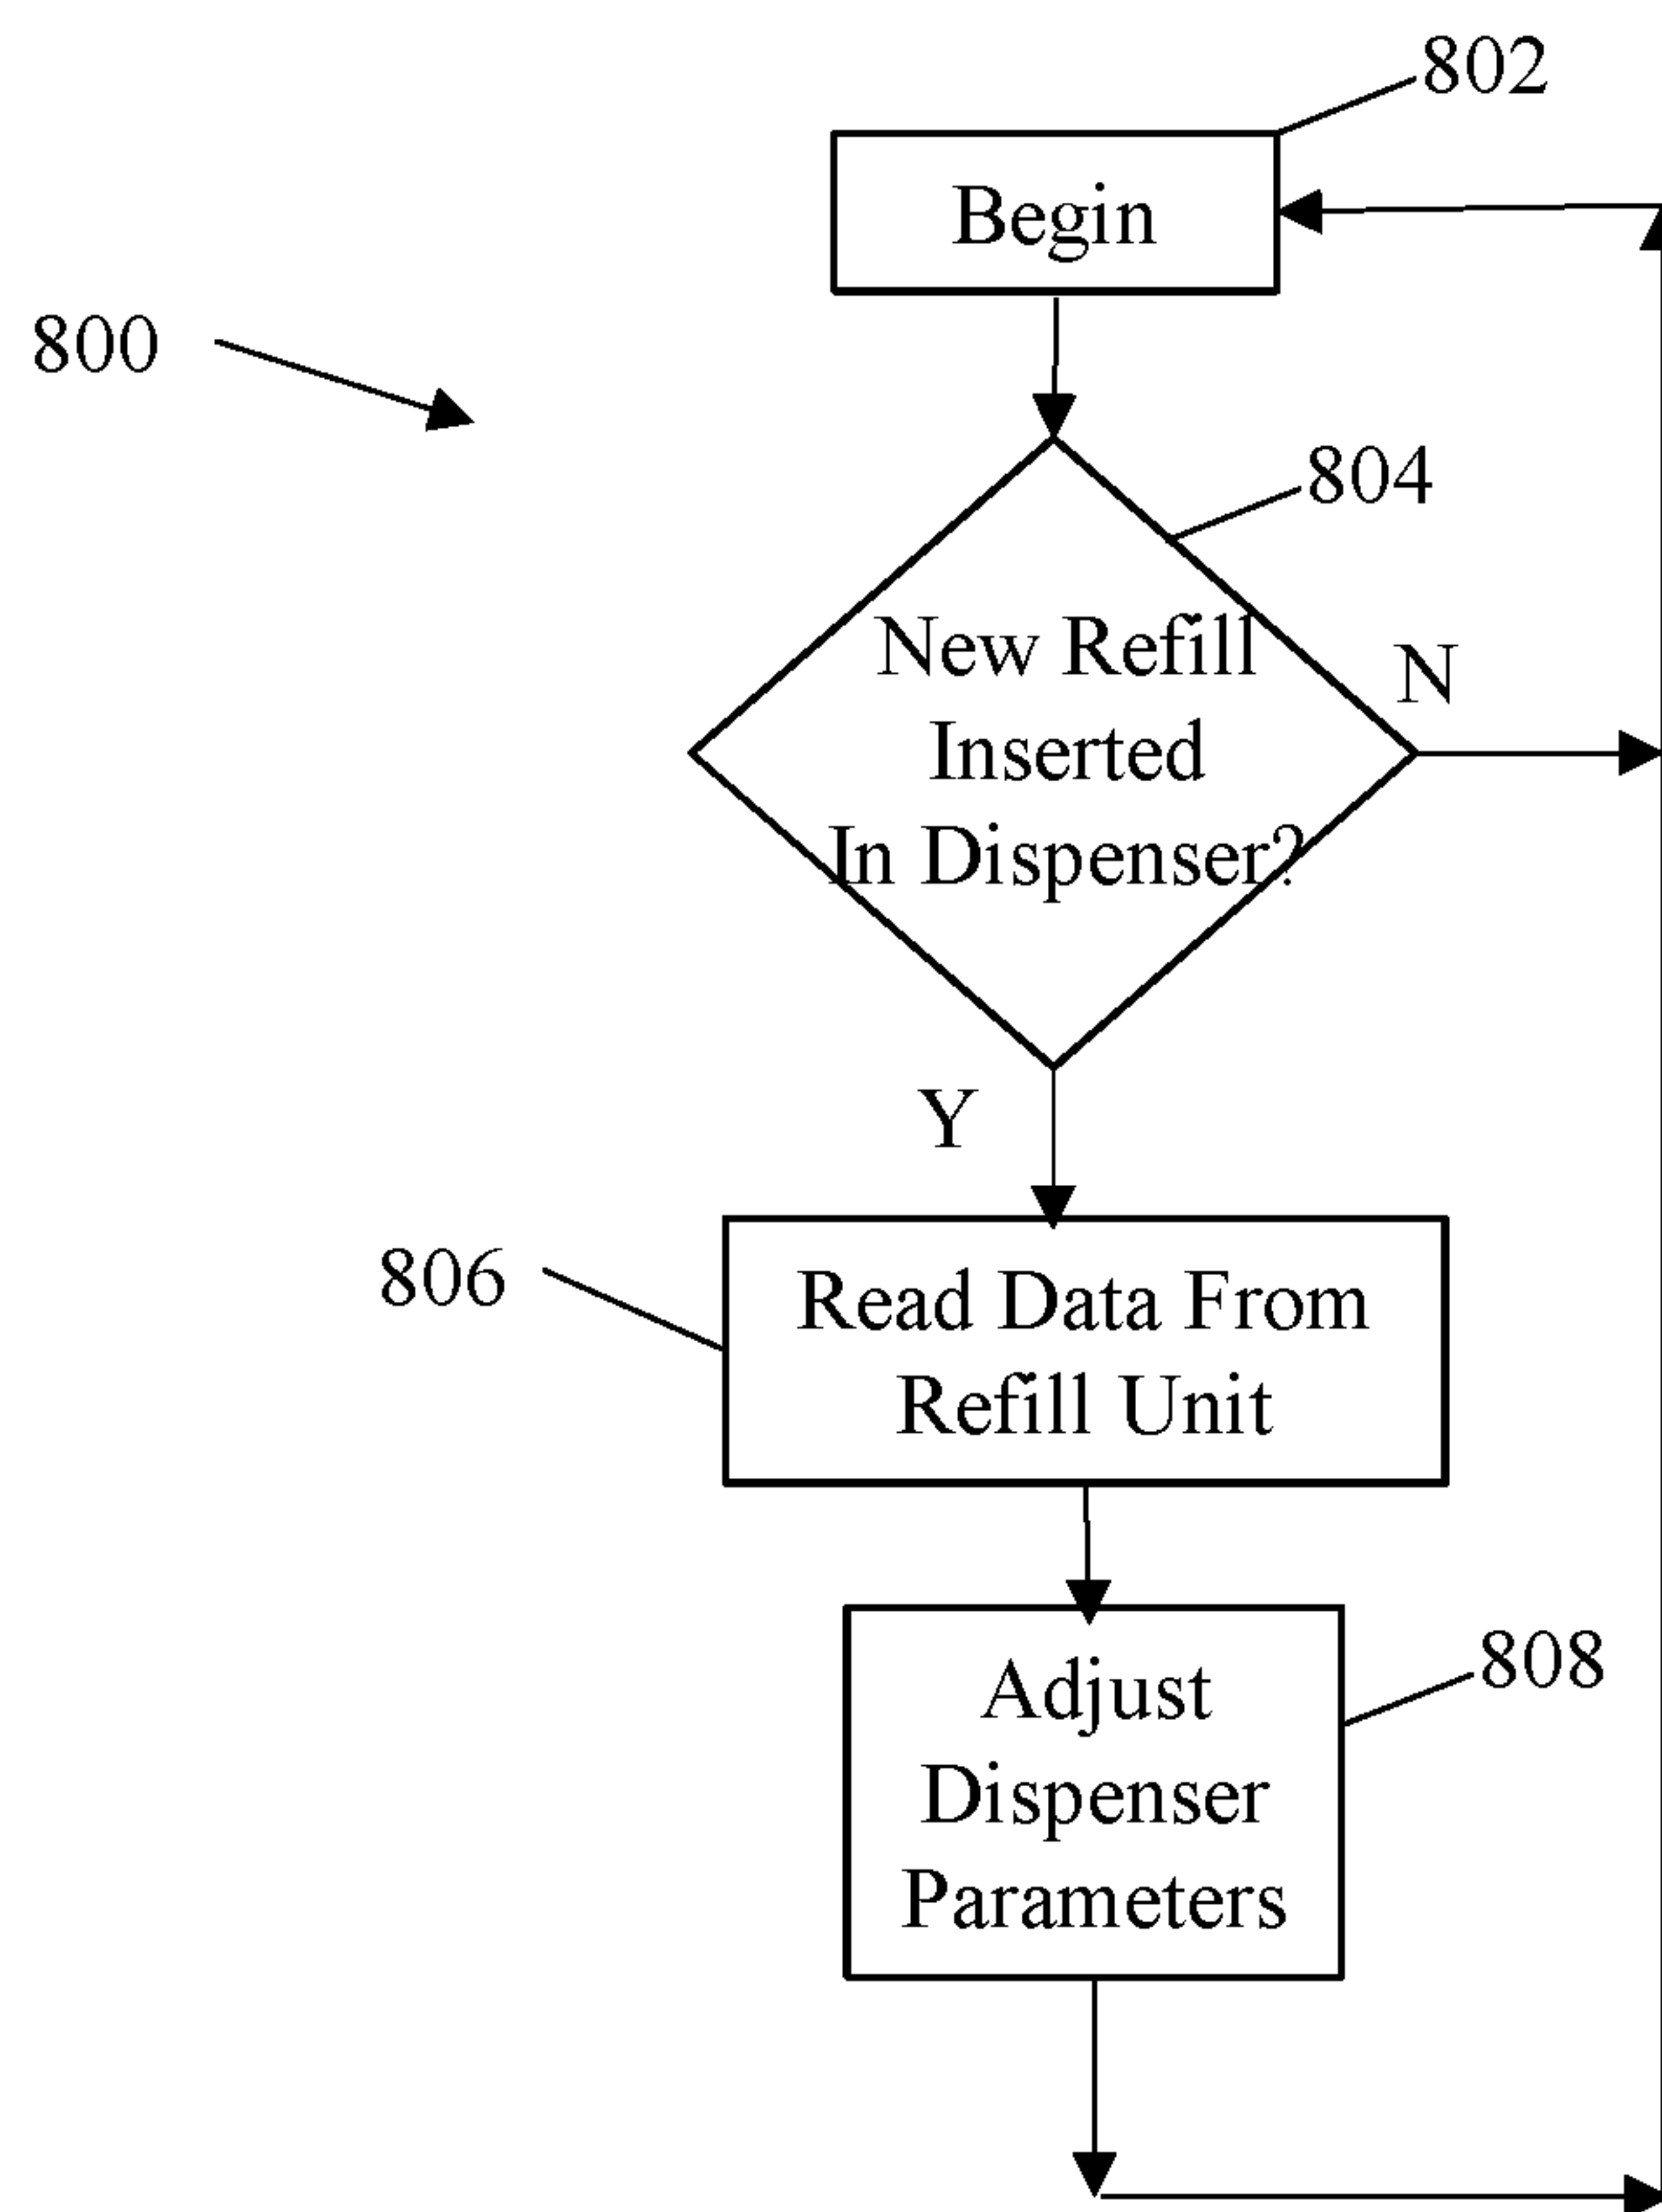 802
Begin
800
804
New Refill
Inserted
In Dispenser?
N
Y
806
Read Data From
Refill Unit
808
Adjust
Dispenser
Parameters